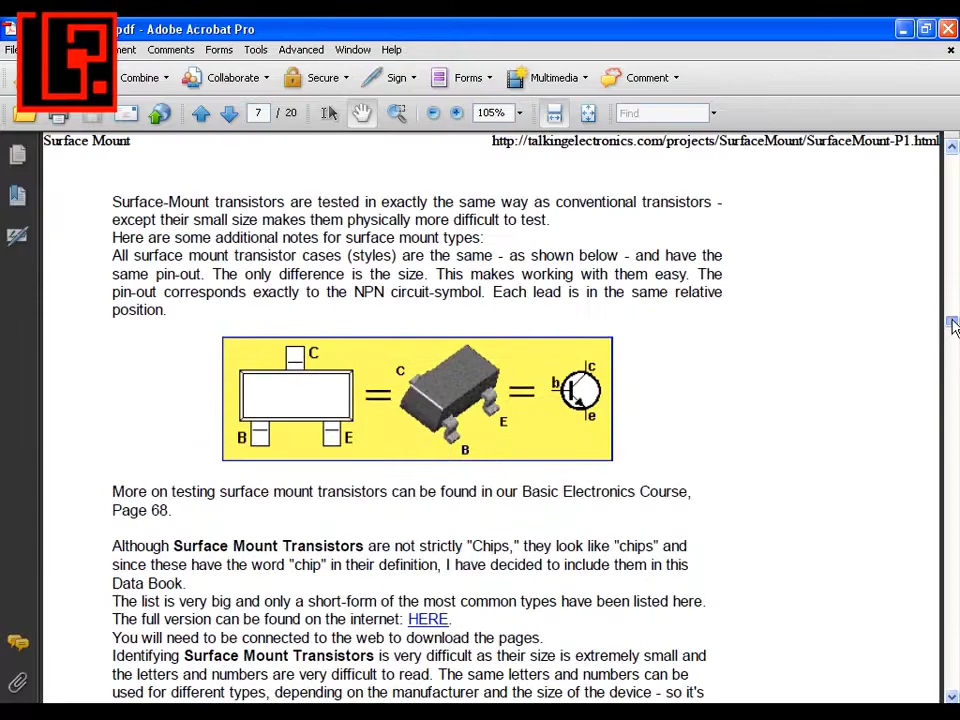 pdf - Adobe Acrobat Pro
ment Comments Forms Tools Advanced Window Help
Combine Collaborate Secure Sign Forms Multimedia Comment
7 / 20 105% Find
Surface Mount http://talkingelectronics.com/projects/SurfaceMount/SurfaceMount-P1.html
Surface-Mount transistors are tested in exactly the same way as conventional transistors -
except their small size makes them physically more difficult to test.
Here are some additional notes for surface mount types:
All surface mount transistor cases (styles) are the same - as shown below - and have the
same pin-out. The only difference is the size. This makes working with them easy. The
pin-out corresponds exactly to the NPN circuit-symbol. Each lead is in the same relative
position.
C
B E
=
C
E
B
=
c
b
e
More on testing surface mount transistors can be found in our Basic Electronics Course,
Page 68.
Although Surface Mount Transistors are not strictly "Chips," they look like "chips" and
since these have the word "chip" in their definition, I have decided to include them in this
Data Book.
The list is very big and only a short-form of the most common types have been listed here.
The full version can be found on the internet: HERE.
You will need to be connected to the web to download the pages.
Identifying Surface Mount Transistors is very difficult as their size is extremely small and
the letters and numbers are very difficult to read. The same letters and numbers can be
used for different types, depending on the manufacturer and the size of the device - so it's